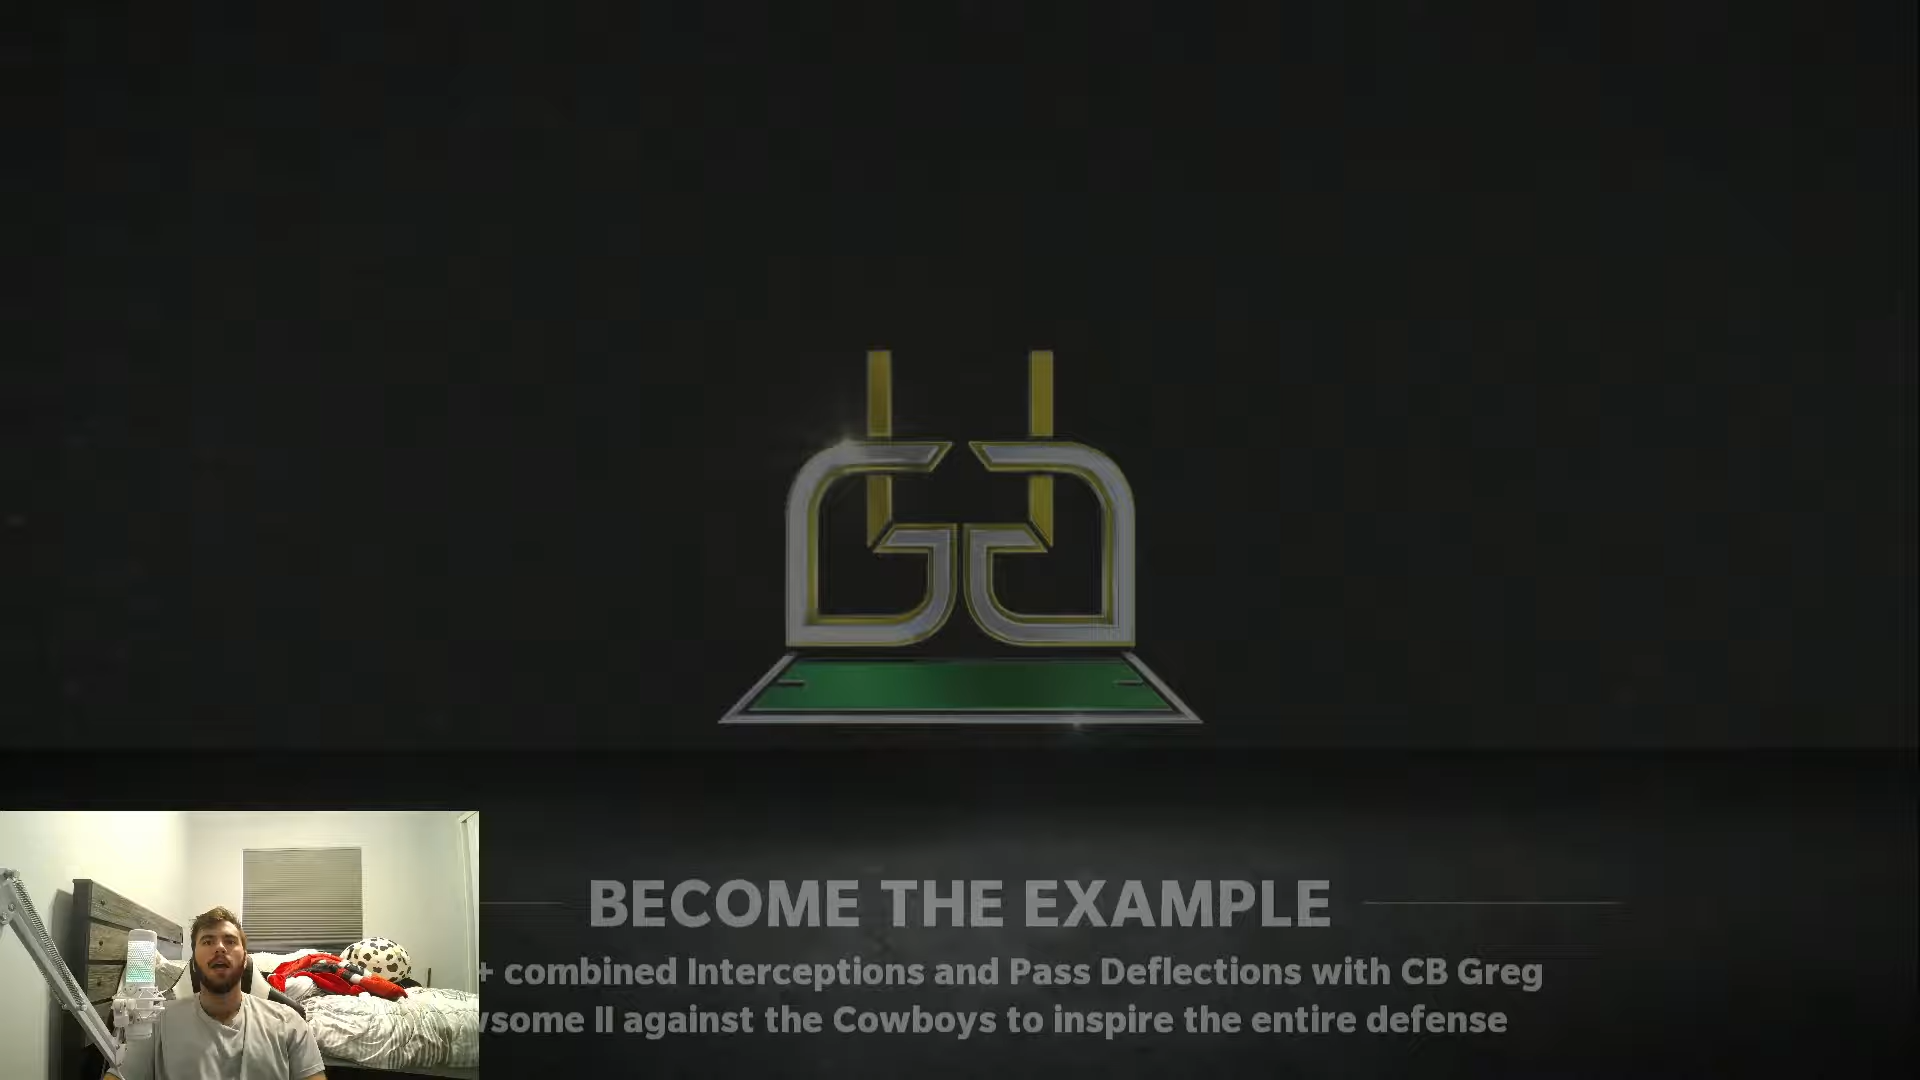 BECOME THE EXAMPLE
+ combined Interceptions and Pass Deflections with CB Greg
wsome II against the Cowboys to inspire the entire defense